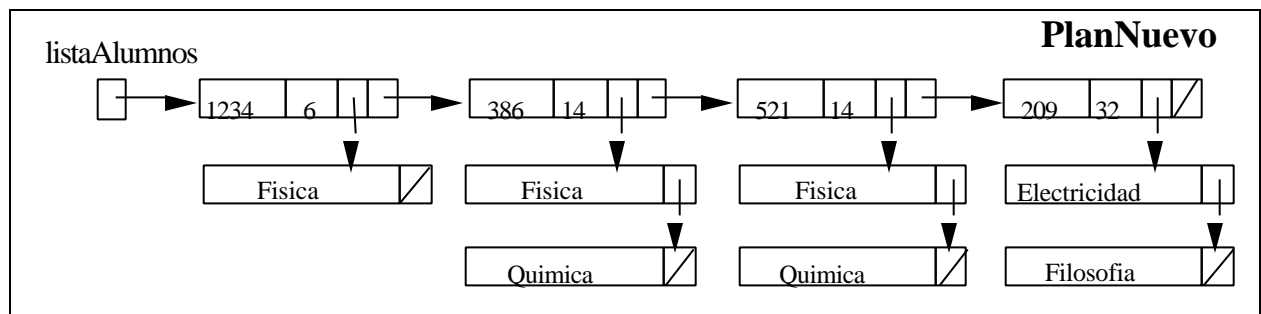 PlanNuevo
listaAlumnos
1234 6 386 14 521 14 209 32
Fisica Fisica Fisica Electricidad
Quimica Quimica Filosofia